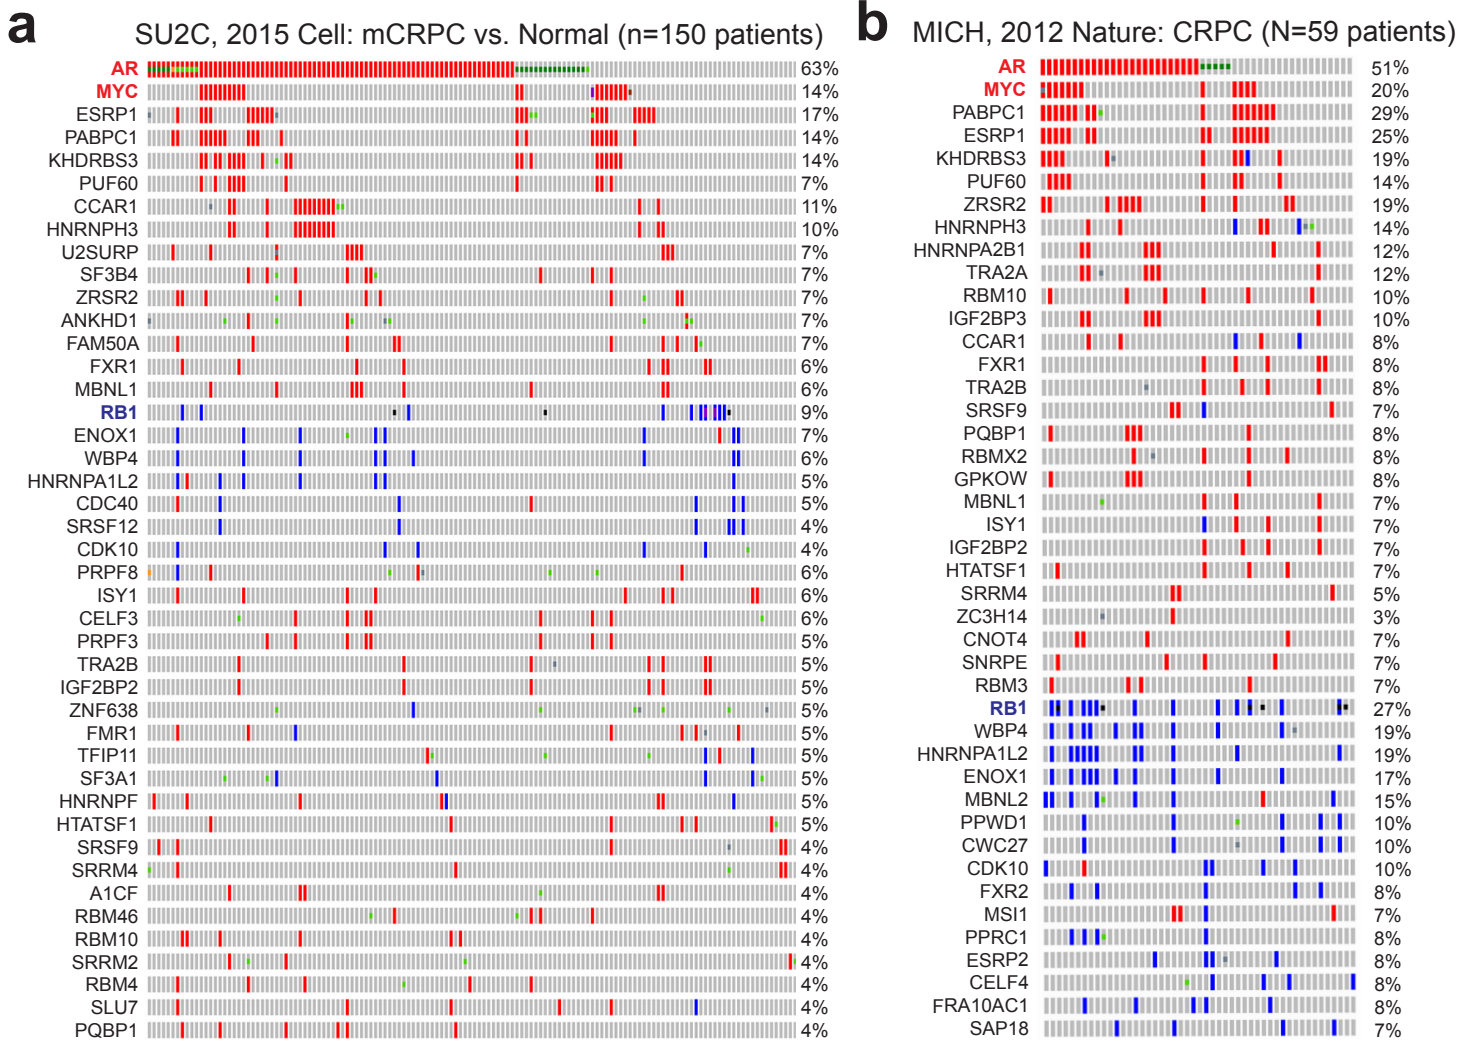 a
SU2C, 2015 Cell: mCRPC vs. Normal (n=150 patients)
AR 63%
MYC 14%
ESRP1 17%
PABPC1 14%
KHDRBS3 14%
PUF60 7%
CCAR1 11%
HNRNPH3 10%
U2SURP 7%
SF3B4 7%
ZRSR2 7%
ANKHD1 7%
FAM50A 7%
FXR1 6%
MBNL1 6%
RB1 9%
ENOX1 7%
WBP4 6%
HNRNPA1L2 5%
CDC40 5%
SRSF12 4%
CDK10 4%
PRPF8 6%
ISY1 6%
CELF3 6%
PRPF3 5%
TRA2B 5%
IGF2BP2 5%
ZNF638 5%
FMR1 5%
TFIP11 5%
SF3A1 5%
HNRNPF 5%
HTATSF1 5%
SRSF9 4%
SRRM4 4%
A1CF 4%
RBM46 4%
RBM10 4%
SRRM2 4%
RBM4 4%
SLU7 4%
PQBP1 4%
b
MICH, 2012 Nature: CRPC (N=59 patients)
AR 51%
MYC 20%
PABPC1 29%
ESRP1 25%
KHDRBS3 19%
PUF60 14%
ZRSR2 19%
HNRNPH3 14%
HNRNPA2B1 12%
TRA2A 12%
RBM10 10%
IGF2BP3 10%
CCAR1 8%
FXR1 8%
TRA2B 8%
SRSF9 7%
PQBP1 8%
RBMX2 8%
GPKOW 8%
MBNL1 7%
ISY1 7%
IGF2BP2 7%
HTATSF1 7%
SRRM4 5%
ZC3H14 3%
CNOT4 7%
SNRPE 7%
RBM3 7%
RB1 27%
WBP4 19%
HNRNPA1L2 19%
ENOX1 17%
MBNL2 15%
PPWD1 10%
CWC27 10%
CDK10 10%
FXR2 8%
MSI1 7%
PPRC1 8%
ESRP2 8%
CELF4 8%
FRA10AC1 8%
SAP18 7%